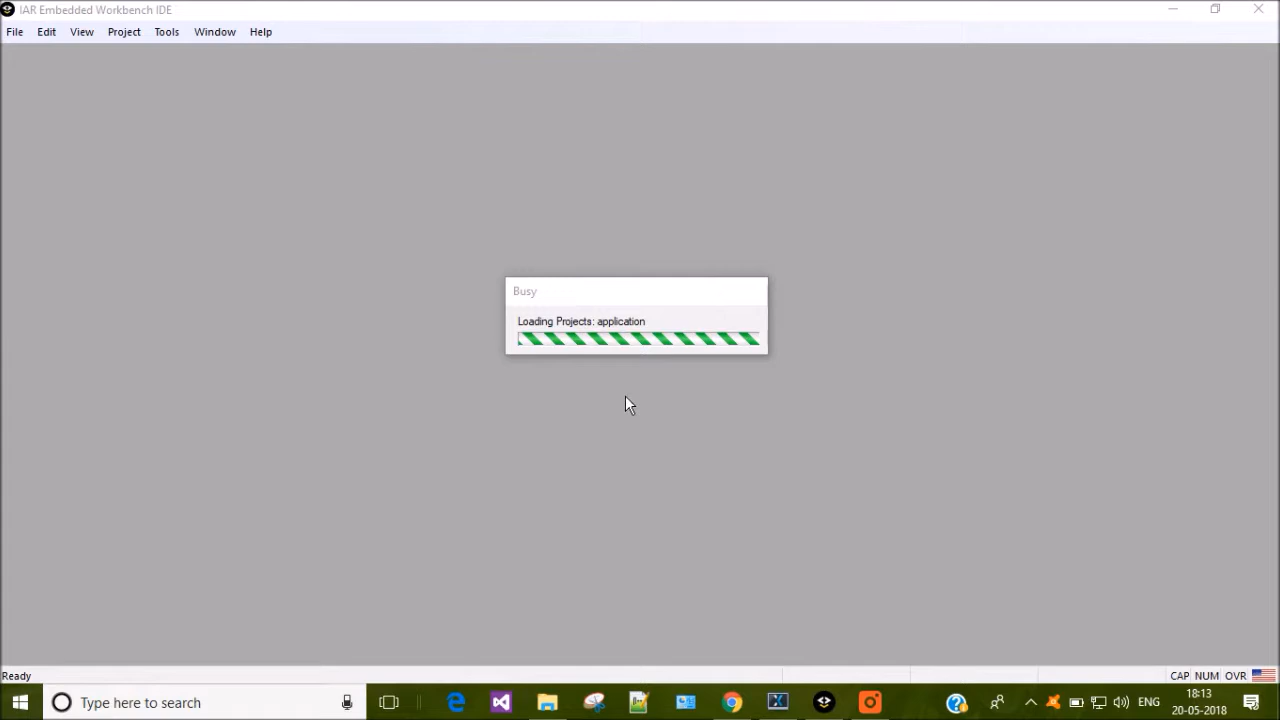 IAR Embedded Workbench IDE
File Edit View Project Tools Window Help
Busy
Loading Projects: application
Ready
CAP NUM OVR
Type here to search
ENG
18:13
20-05-2018